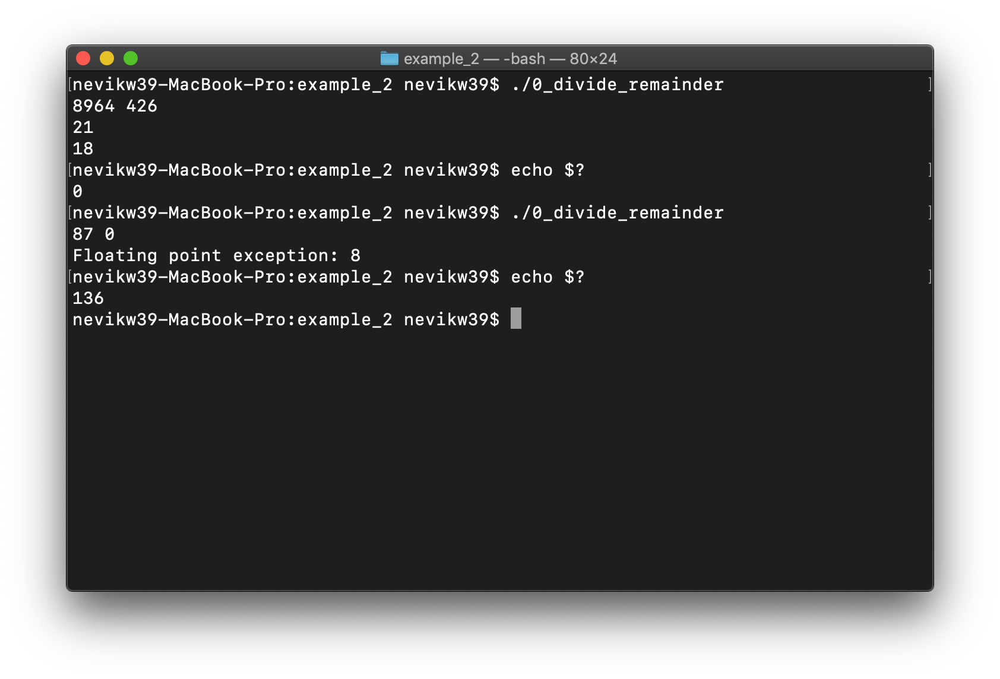 example_2 — -bash — 80×24
[nevikw39-MacBook-Pro:example_2 nevikw39$ ./0_divide_remainder ]
8964 426
21
18
[nevikw39-MacBook-Pro:example_2 nevikw39$ echo $? ]
0
[nevikw39-MacBook-Pro:example_2 nevikw39$ ./0_divide_remainder ]
87 0
Floating point exception: 8
[nevikw39-MacBook-Pro:example_2 nevikw39$ echo $? ]
136
nevikw39-MacBook-Pro:example_2 nevikw39$